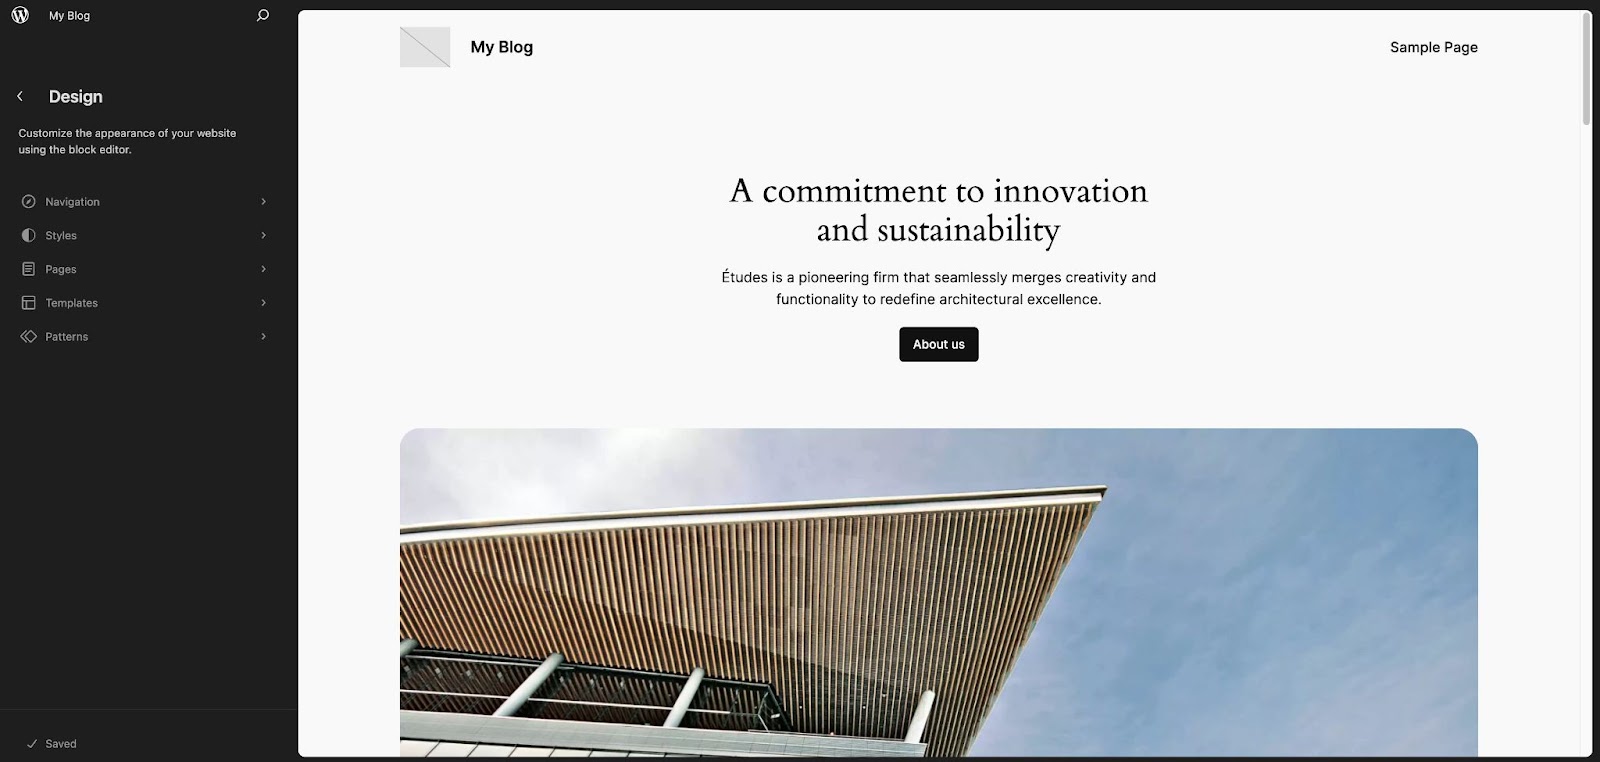 My Blog
Design
Customize the appearance of your website
using the block editor.
Navigation
Styles
Pages
Templates
Patterns
Saved
My Blog
Sample Page
A commitment to innovation
and sustainability
Études is a pioneering firm that seamlessly merges creativity and
functionality to redefine architectural excellence.
About us